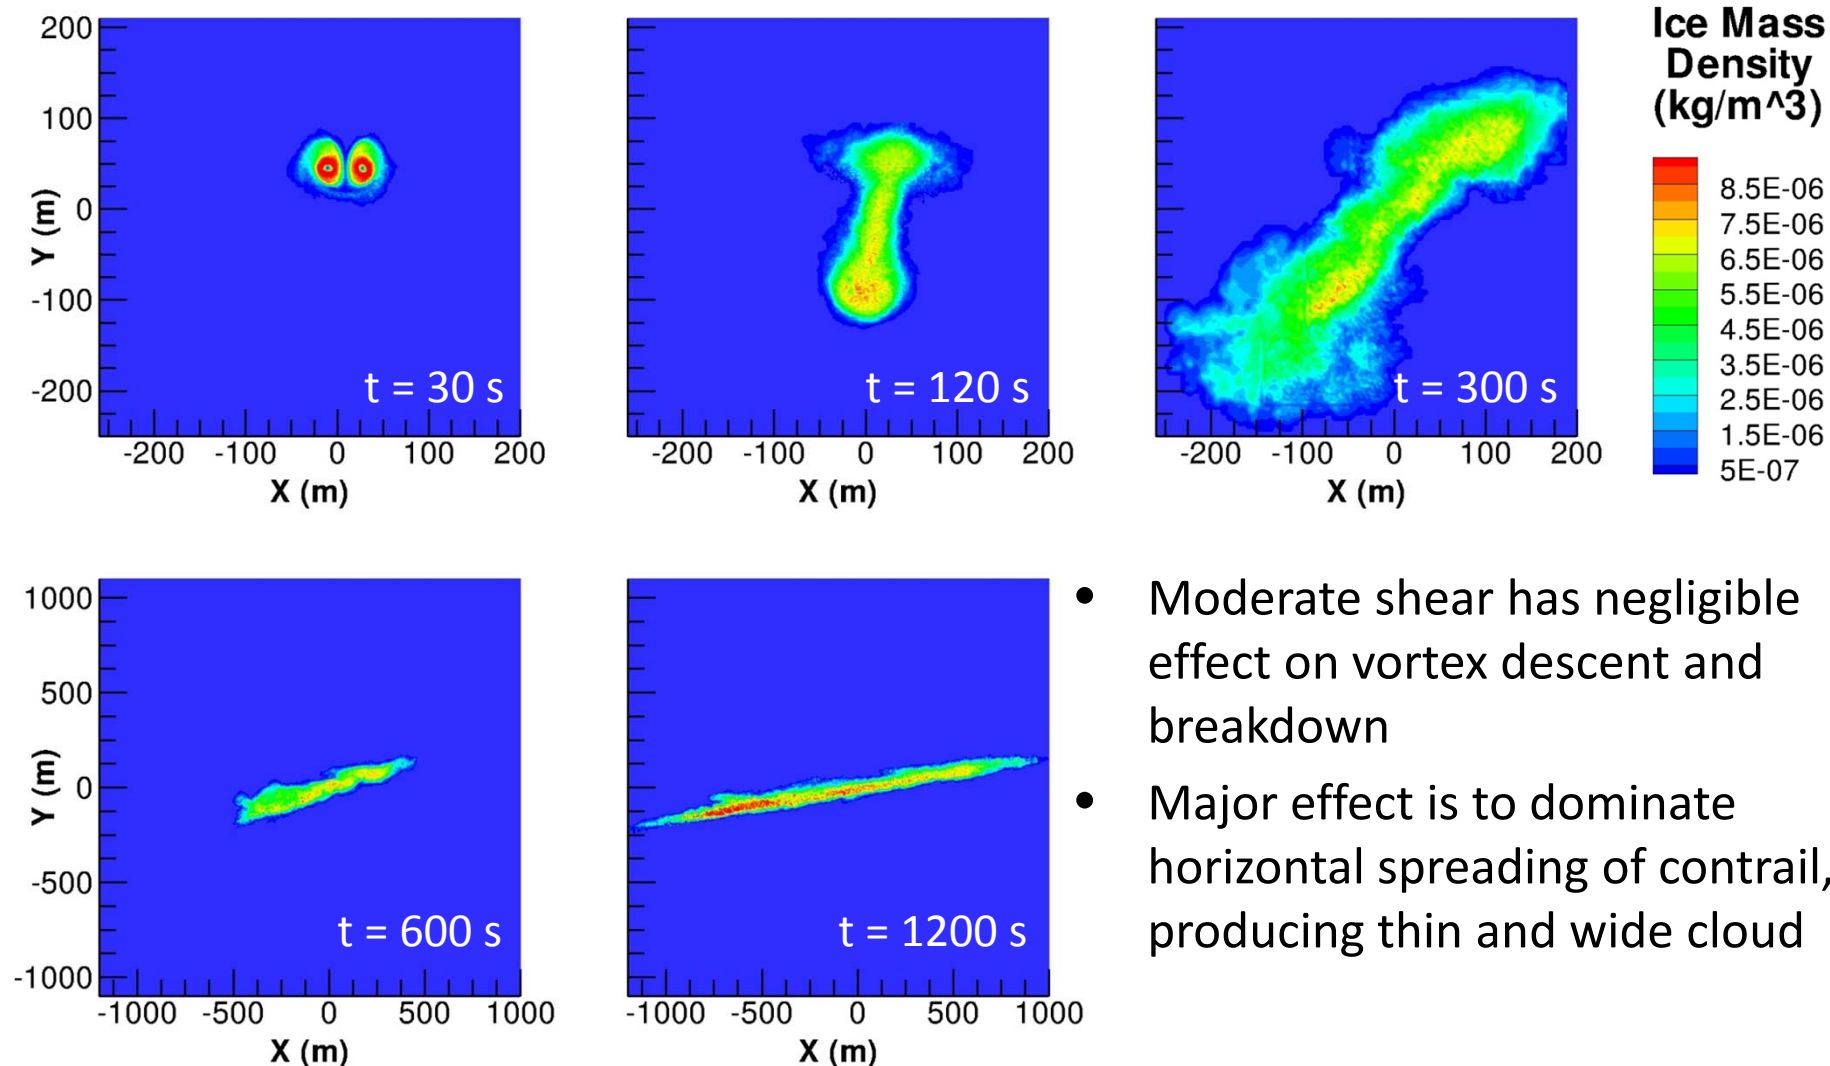 Ice Mass
Density
(kg/m^3)
8.5E-06
7.5E-06
6.5E-06
5.5E-06
4.5E-06
3.5E-06
2.5E-06
1.5E-06
5E-07
200
100
0
-100
-200
Y (m)
t = 30 s
-200 -100 0 100 200
X (m)
t = 120 s
-200 -100 0 100 200
X (m)
t = 300 s
-200 -100 0 100 200
X (m)
1000
500
0
-500
-1000
Y (m)
t = 600 s
-1000 -500 0 500 1000
X (m)
t = 1200 s
-1000 -500 0 500 1000
X (m)
• Moderate shear has negligible
effect on vortex descent and
breakdown
• Major effect is to dominate
horizontal spreading of contrail,
producing thin and wide cloud